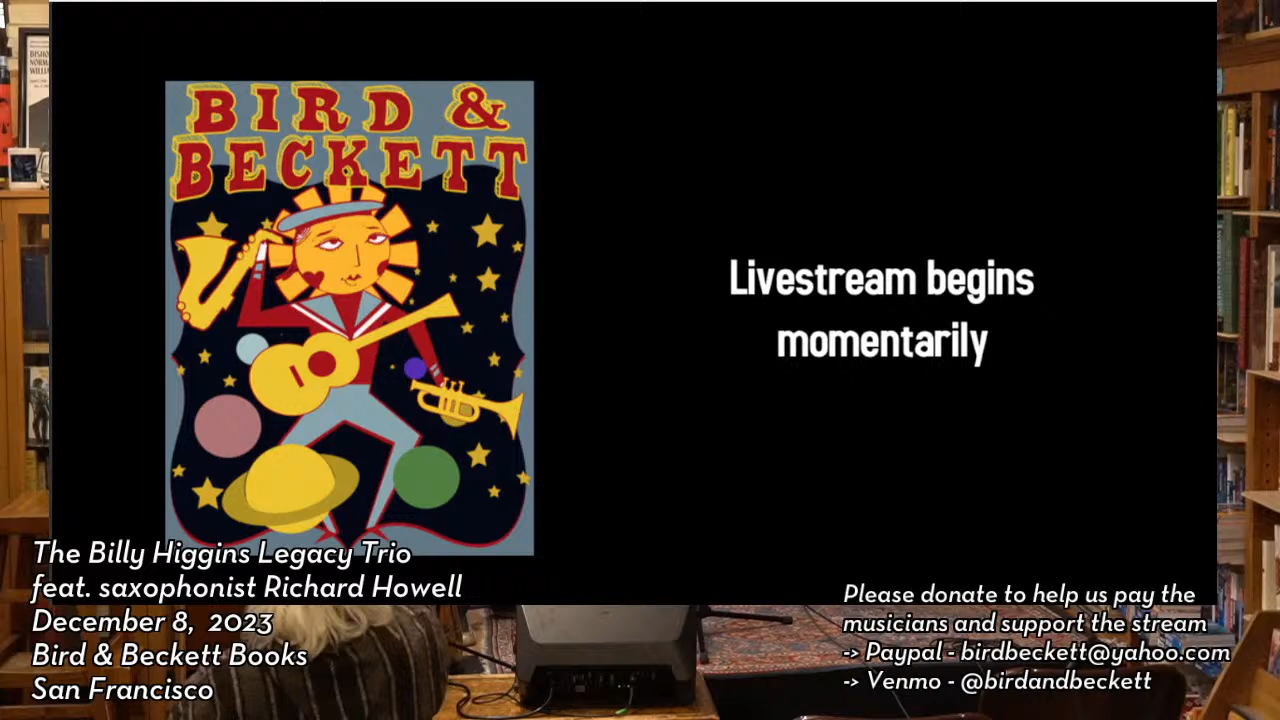 BIRD &
BECKETT
Livestream begins
momentarily
The Billy Higgins Legacy Trio
feat. saxophonist Richard Howell
December 8, 2023
Bird & Beckett Books
San Francisco
Please donate to help us pay the
musicians and support the stream
-> Paypal - birdbeckett@yahoo.com
-> Venmo - @birdandbeckett